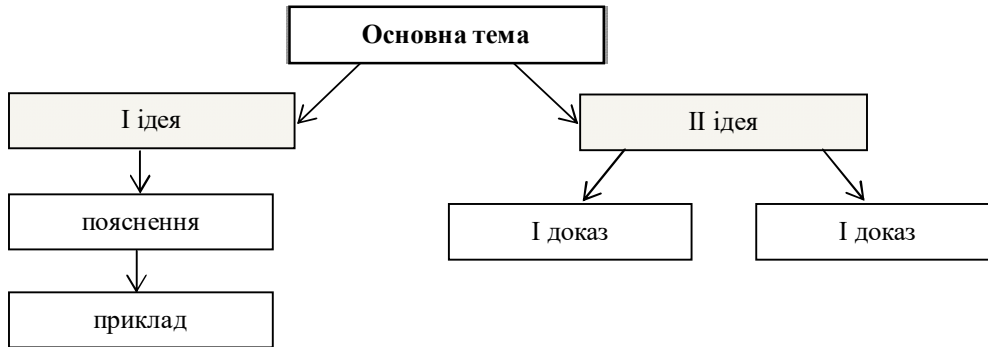 Основна тема
І ідея
ІІ ідея
пояснення
І доказ
І доказ
приклад